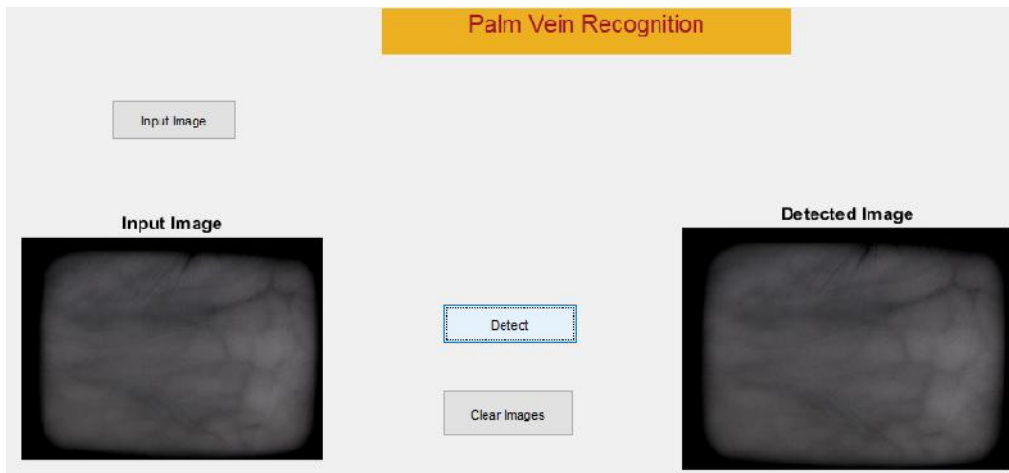 Palm Vein Recognition
Input Image
Input Image
Detected Image
Detect
Clear Images